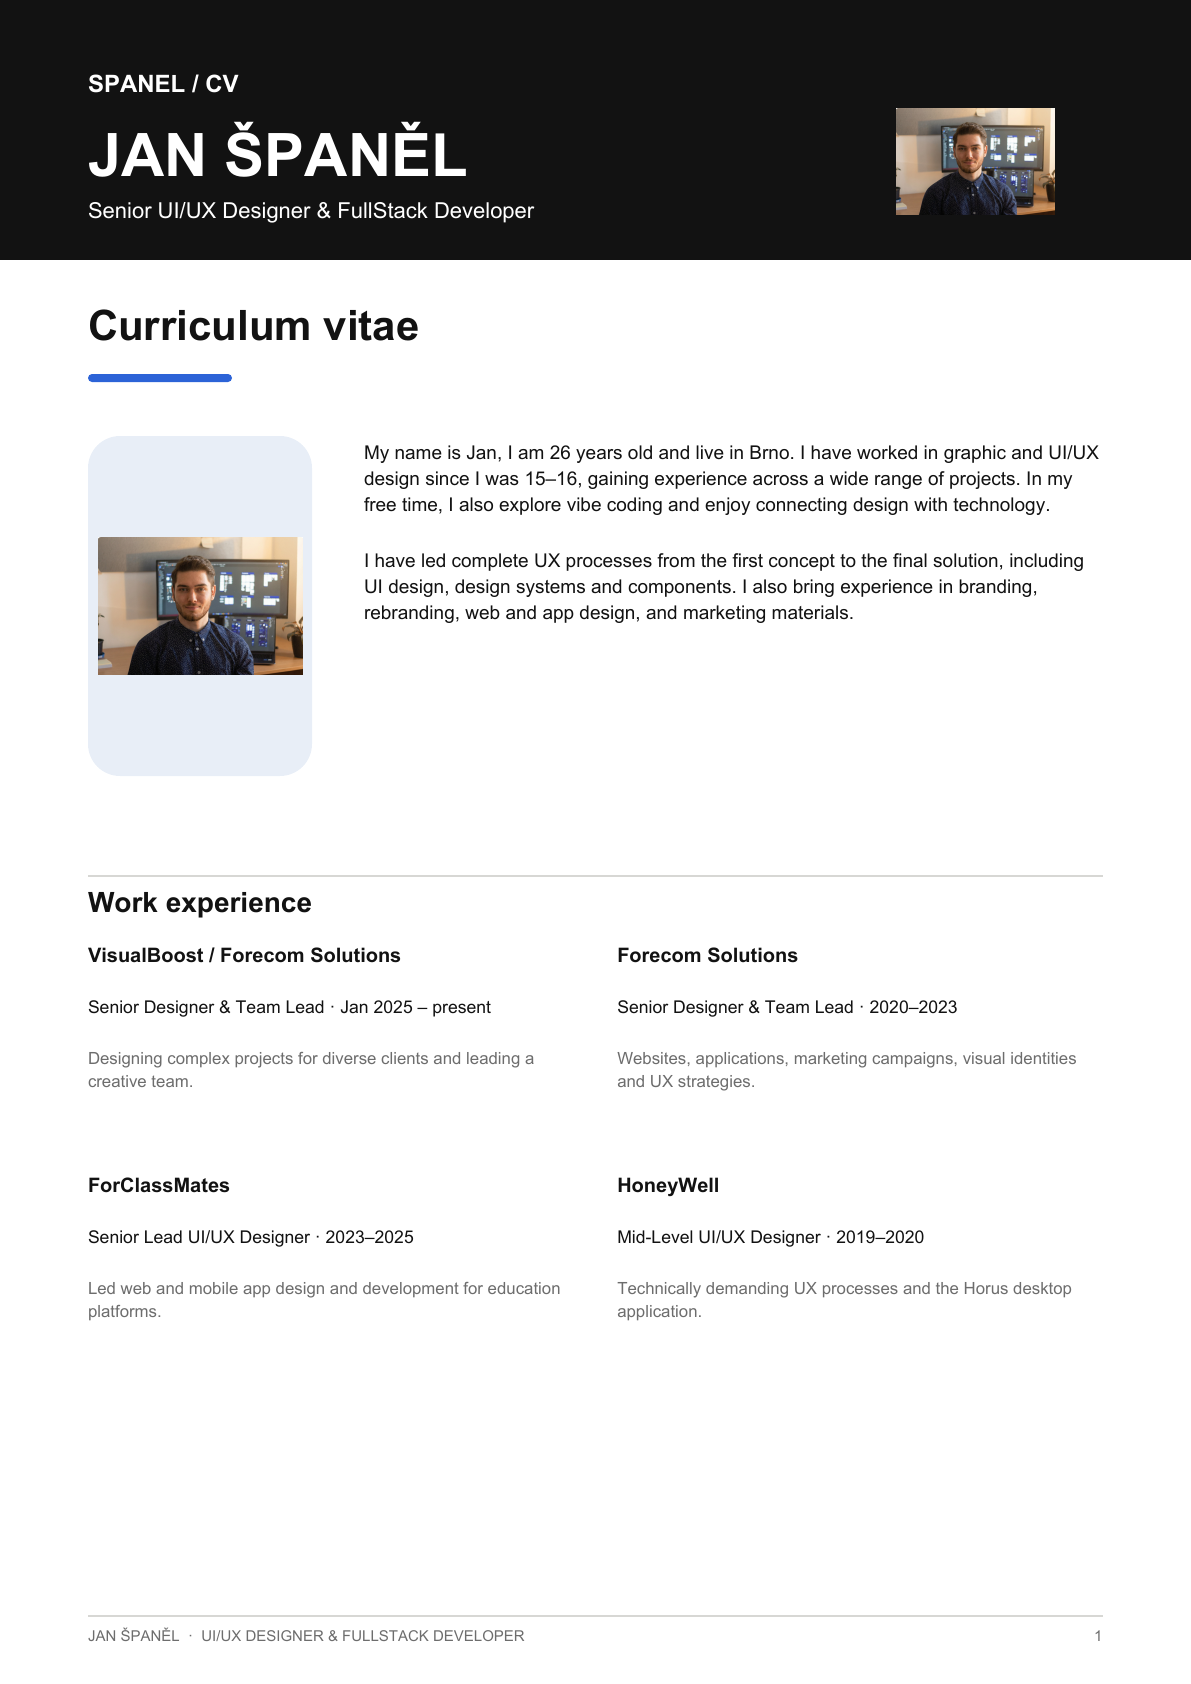 SPANEL / CV
JAN ŠPANĚL
Senior UI/UX Designer & FullStack Developer
Curriculum vitae
My name is Jan, I am 26 years old and live in Brno. I have worked in graphic and UI/UX
design since I was 15–16, gaining experience across a wide range of projects. In my
free time, I also explore vibe coding and enjoy connecting design with technology.
I have led complete UX processes from the first concept to the final solution, including
UI design, design systems and components. I also bring experience in branding,
rebranding, web and app design, and marketing materials.
Work experience
VisualBoost / Forecom Solutions
Senior Designer & Team Lead · Jan 2025 – present
Designing complex projects for diverse clients and leading a
creative team.
Forecom Solutions
Senior Designer & Team Lead · 2020–2023
Websites, applications, marketing campaigns, visual identities
and UX strategies.
ForClassMates
Senior Lead UI/UX Designer · 2023–2025
Led web and mobile app design and development for education
platforms.
HoneyWell
Mid-Level UI/UX Designer · 2019–2020
Technically demanding UX processes and the Horus desktop
application.
JAN ŠPANĚL · UI/UX DESIGNER & FULLSTACK DEVELOPER
1